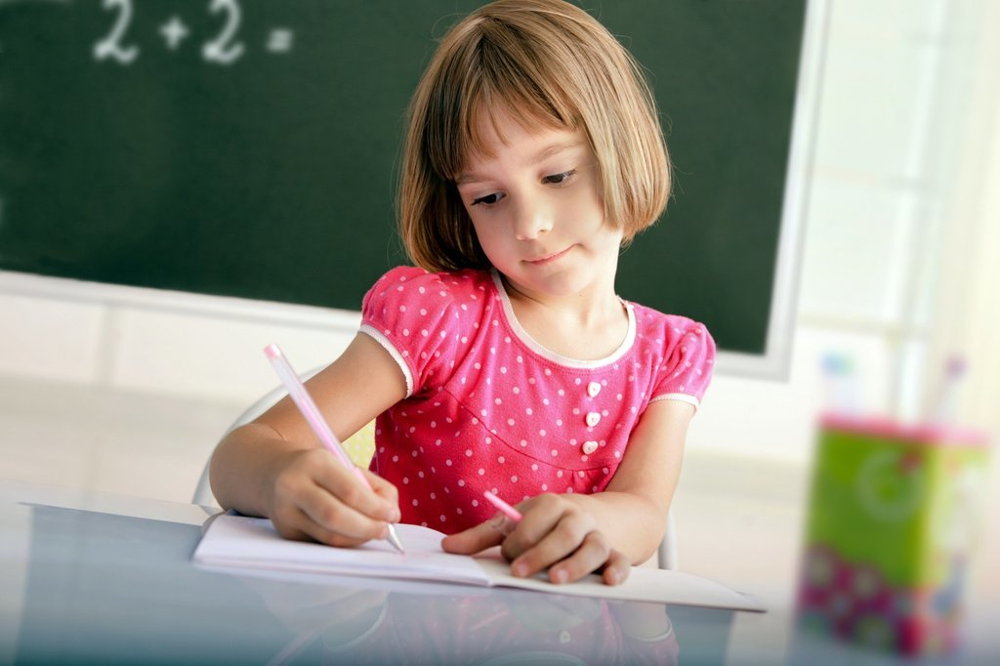 2 + 2 =